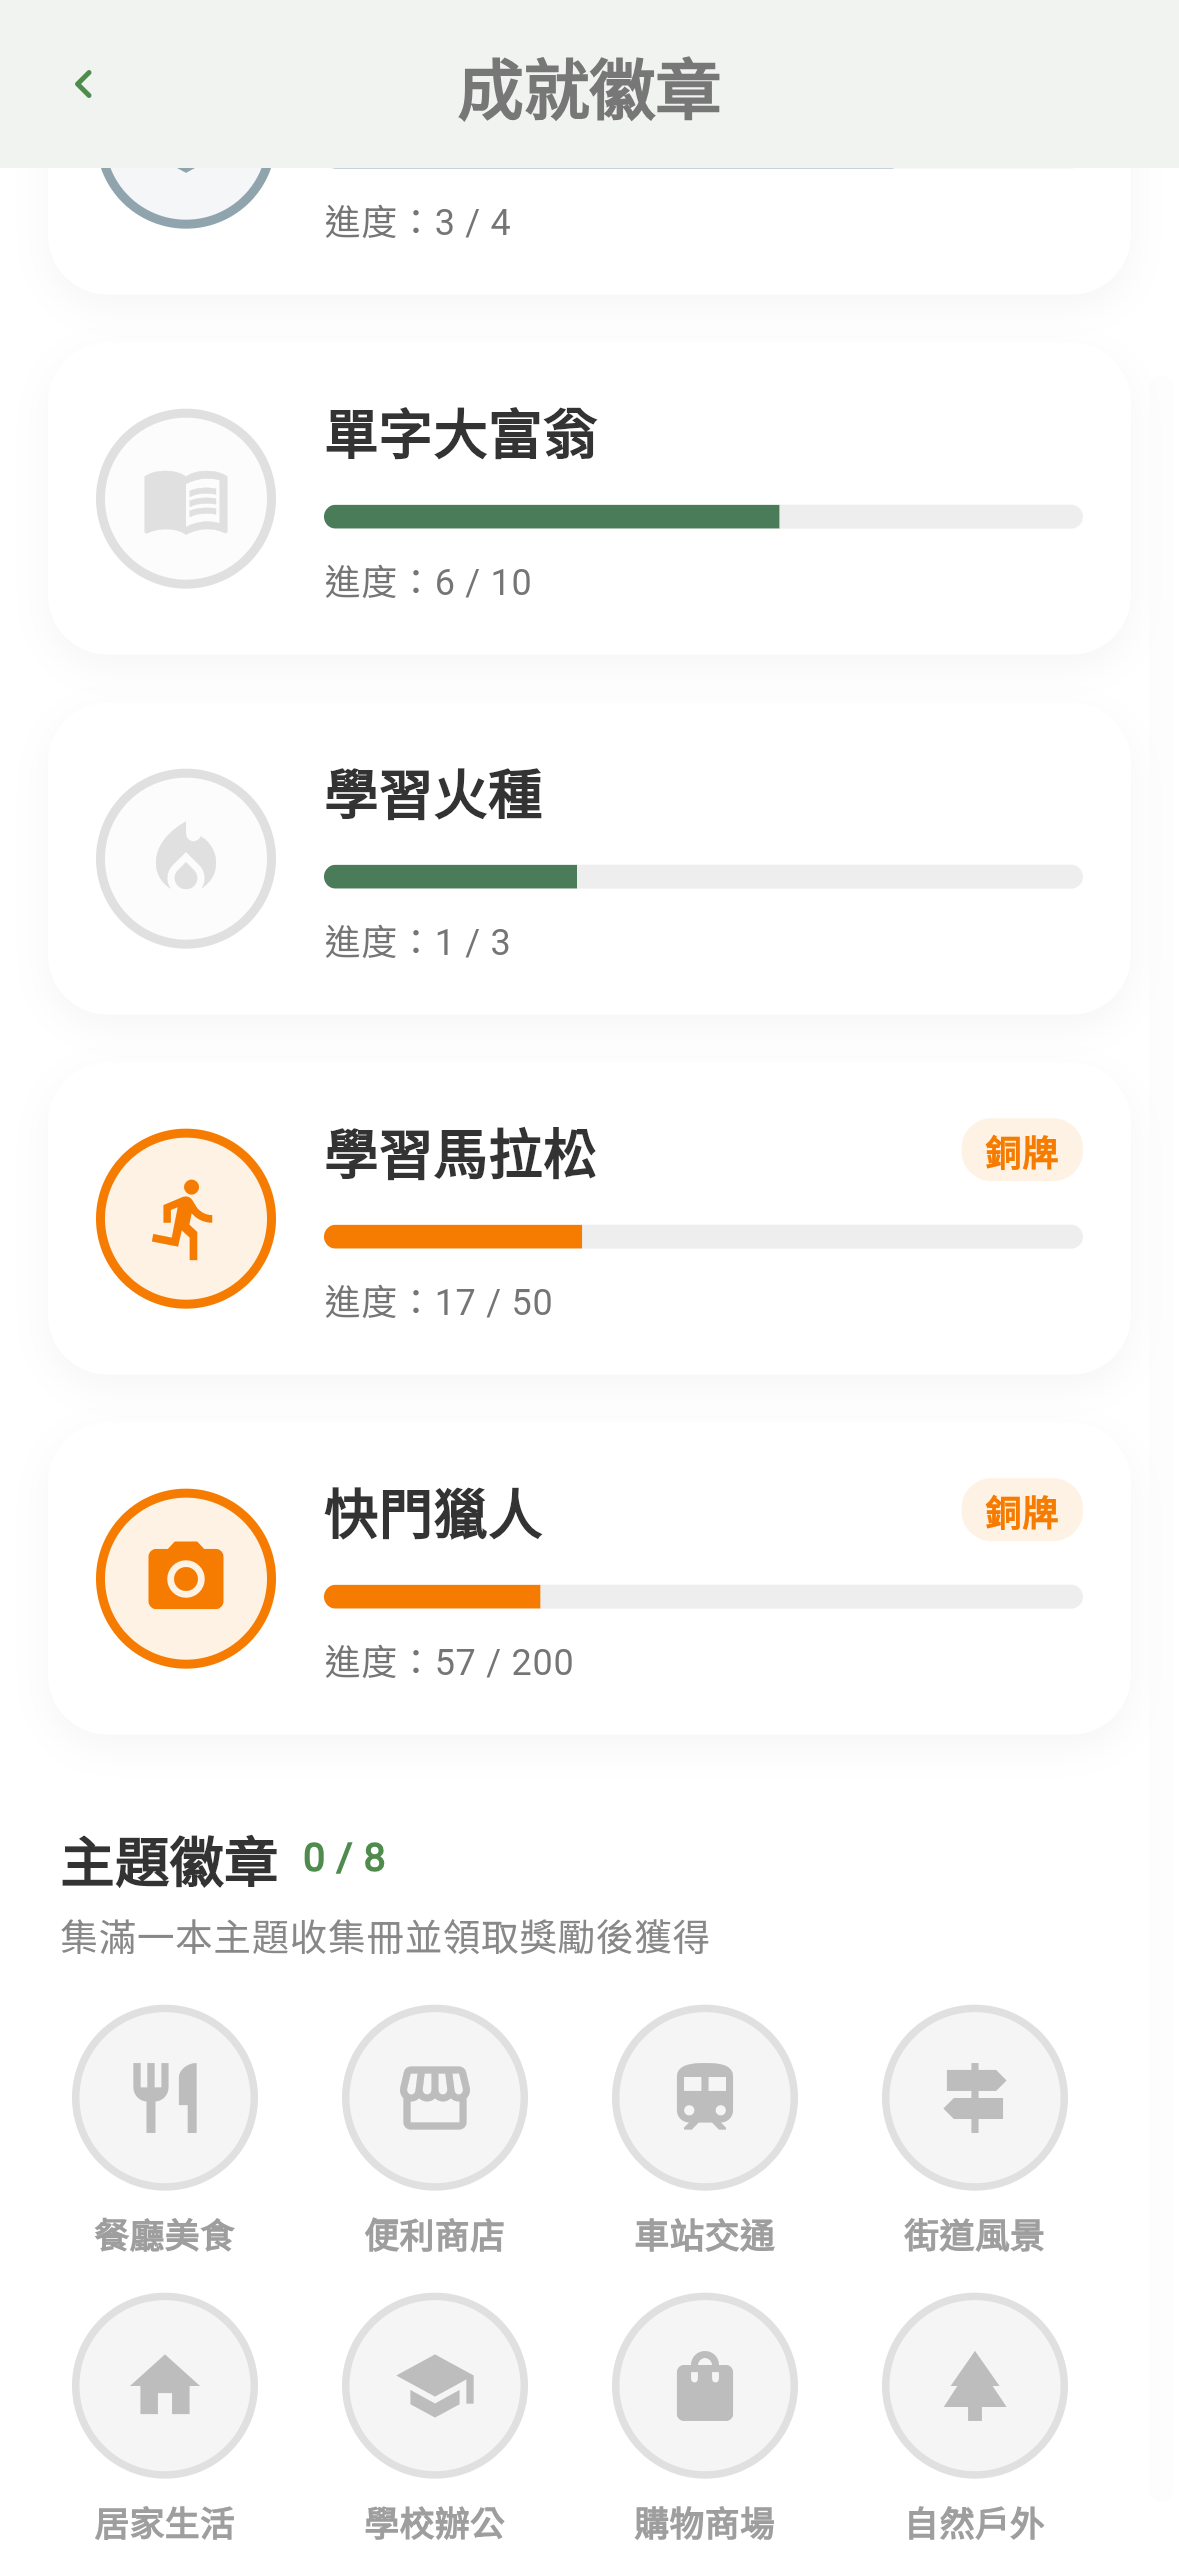 成就徽章
進度：3 / 4
單字大富翁
進度：6 / 10
學習火種
進度：1 / 3
學習馬拉松
銅牌
進度：17 / 50
快門獵人
銅牌
進度：57 / 200
主題徽章 0 / 8
集滿一本主題收集冊並領取獎勵後獲得
餐廳美食 便利商店 車站交通 街道風景
居家生活 學校辦公 購物商場 自然戶外